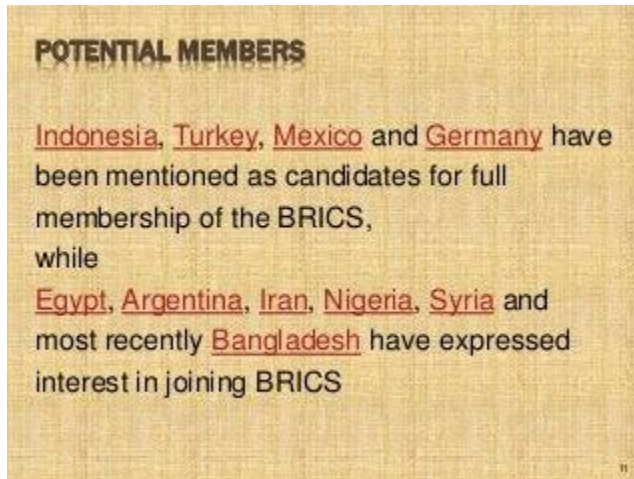 POTENTIAL MEMBERS
Indonesia, Turkey, Mexico and Germany have
been mentioned as candidates for full
membership of the BRICS,
while
Egypt, Argentina, Iran, Nigeria, Syria and
most recently Bangladesh have expressed
interest in joining BRICS
11